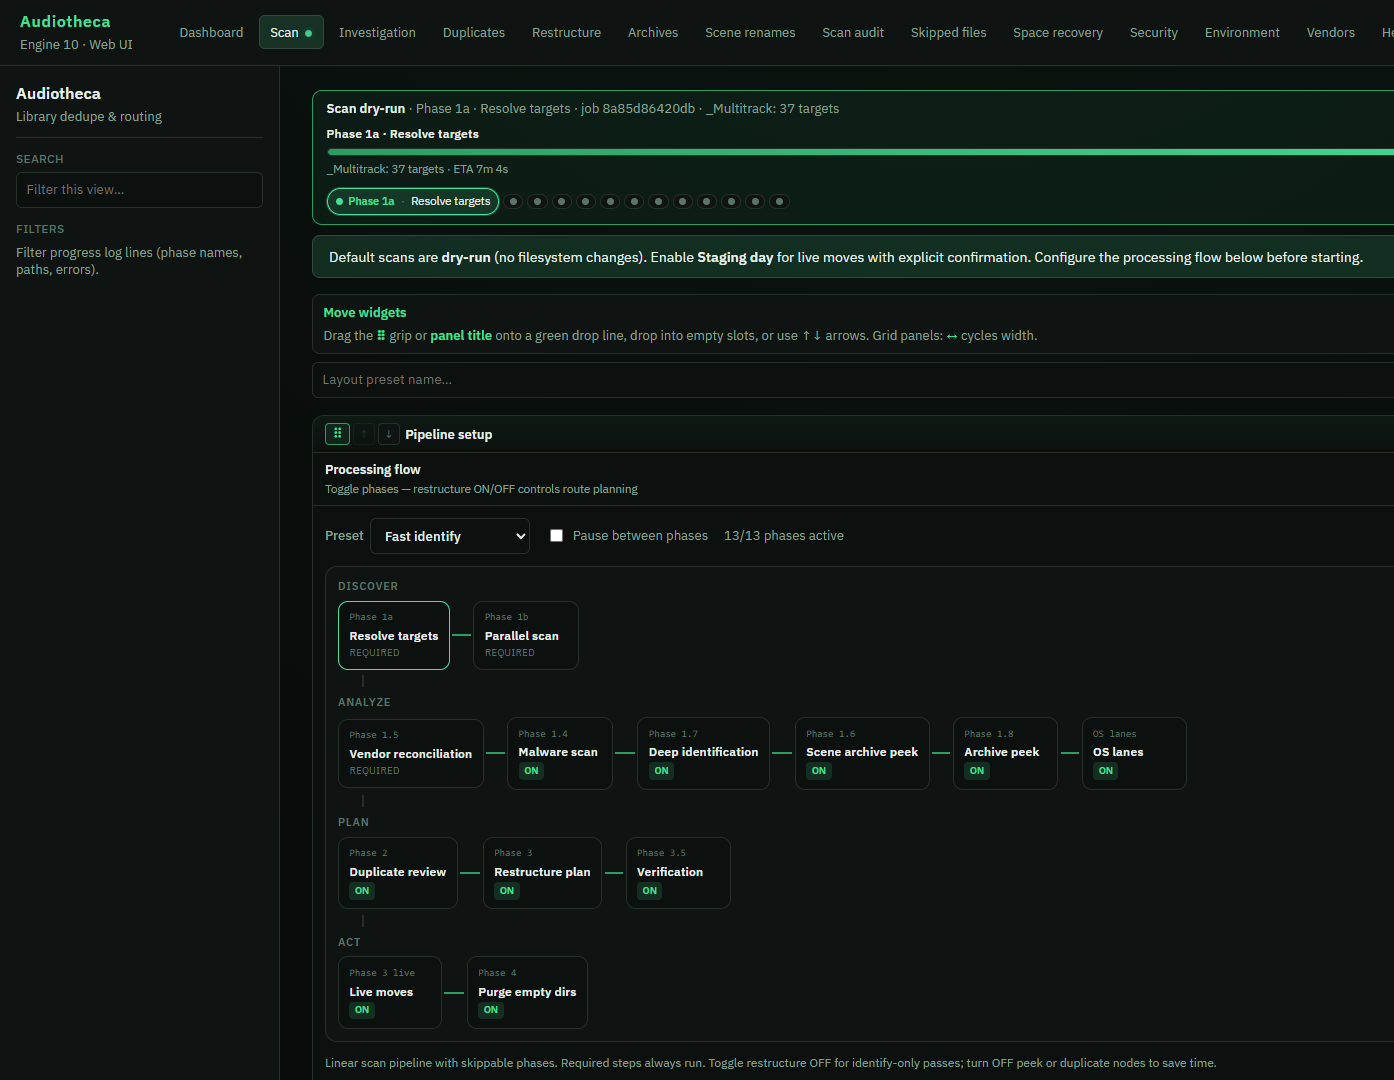 Audiotheca
Engine 10 · Web UI
Dashboard
Scan
Investigation
Duplicates
Restructure
Archives
Scene renames
Scan audit
Skipped files
Space recovery
Security
Environment
Vendors
Audiotheca
Library dedupe & routing
SEARCH
Filter this view...
FILTERS
Filter progress log lines (phase names,
paths, errors).
Scan dry-run · Phase 1a · Resolve targets · job 8a85d86420db · _Multitrack: 37 targets
Phase 1a · Resolve targets
_Multitrack: 37 targets · ETA 7m 4s
Phase 1a · Resolve targets
Default scans are dry-run (no filesystem changes). Enable Staging day for live moves with explicit confirmation. Configure the processing flow below before starting.
Move widgets
Drag the ⠿ grip or panel title onto a green drop line, drop into empty slots, or use ↑ ↓ arrows. Grid panels: ↔ cycles width.
Layout preset name...
⠿ ↑ ↓ Pipeline setup
Processing flow
Toggle phases — restructure ON/OFF controls route planning
Preset Fast identify Pause between phases 13/13 phases active
DISCOVER
Phase 1a
Resolve targets
REQUIRED
Phase 1b
Parallel scan
REQUIRED
ANALYZE
Phase 1.5
Vendor reconciliation
REQUIRED
Phase 1.4
Malware scan
ON
Phase 1.7
Deep identification
ON
Phase 1.6
Scene archive peek
ON
Phase 1.8
Archive peek
ON
OS lanes
OS lanes
ON
PLAN
Phase 2
Duplicate review
ON
Phase 3
Restructure plan
ON
Phase 3.5
Verification
ON
ACT
Phase 3 live
Live moves
ON
Phase 4
Purge empty dirs
ON
Linear scan pipeline with skippable phases. Required steps always run. Toggle restructure OFF for identify-only passes; turn OFF peek or duplicate nodes to save time.